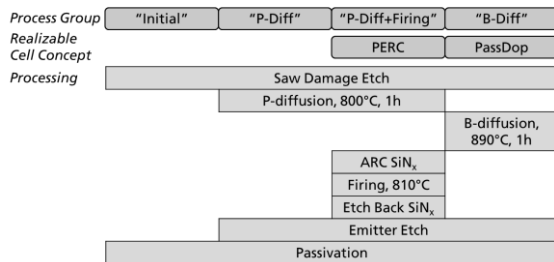 Process Group "Initial" "P-Diff" "P-Diff+Firing" "B-Diff"
Realizable
Cell Concept PERC PassDop
Processing Saw Damage Etch
P-diffusion, 800°C, 1h
B-diffusion,
890°C, 1h
ARC SiNₓ
Firing, 810°C
Etch Back SiNₓ
Emitter Etch
Passivation